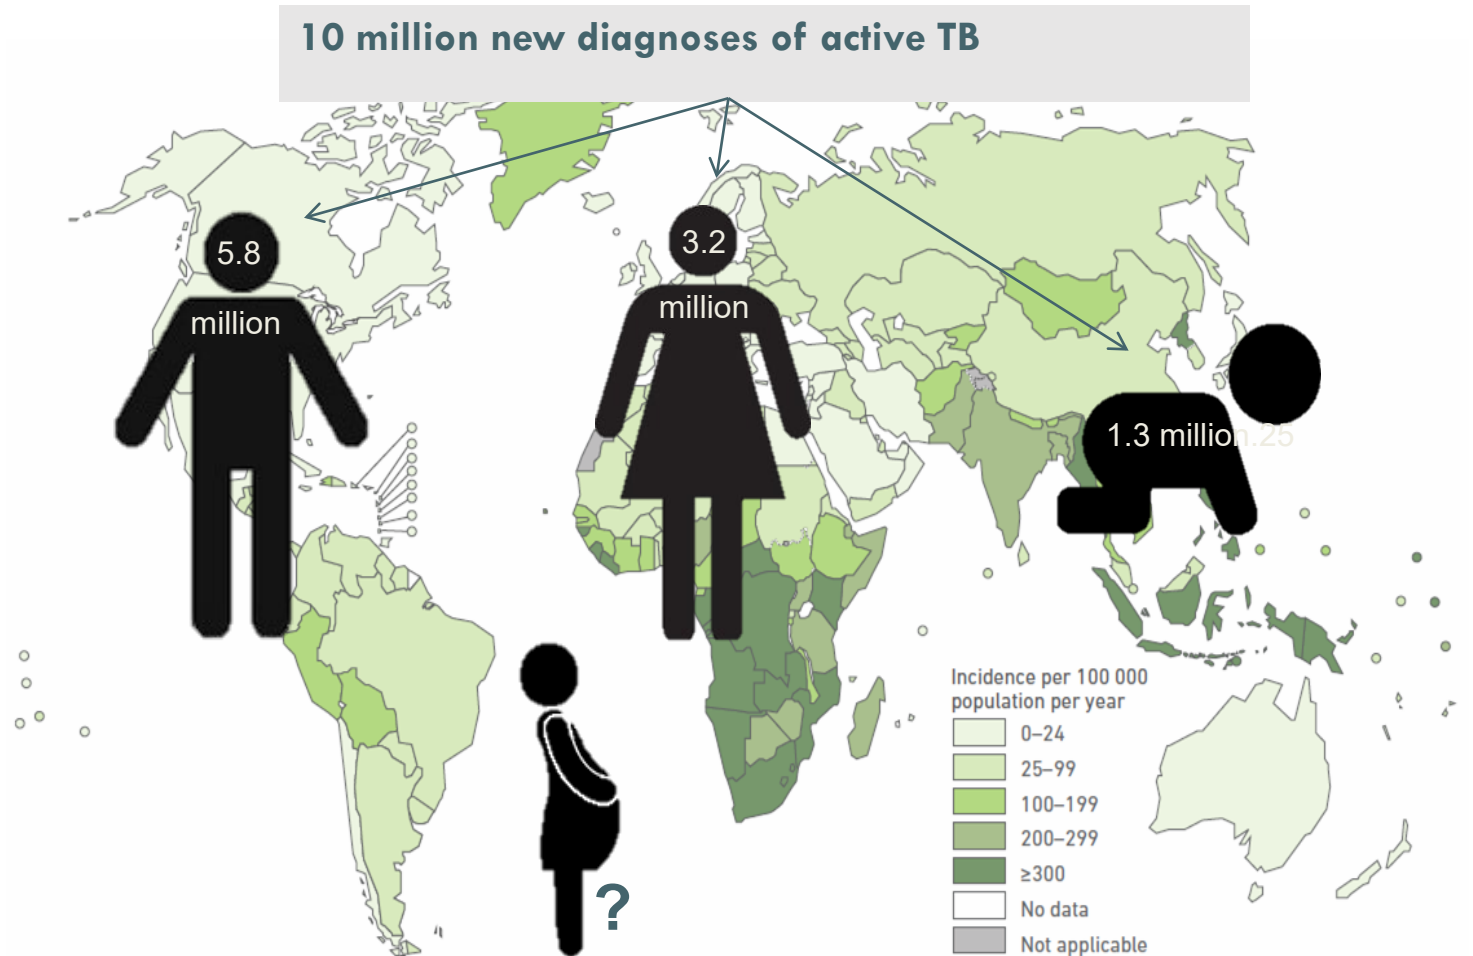 10 million new diagnoses of active TB
5.8
million
3.2
million
1.3 million.25
?
Incidence per 100 000
population per year
0–24
25–99
100–199
200–299
≥300
No data
Not applicable